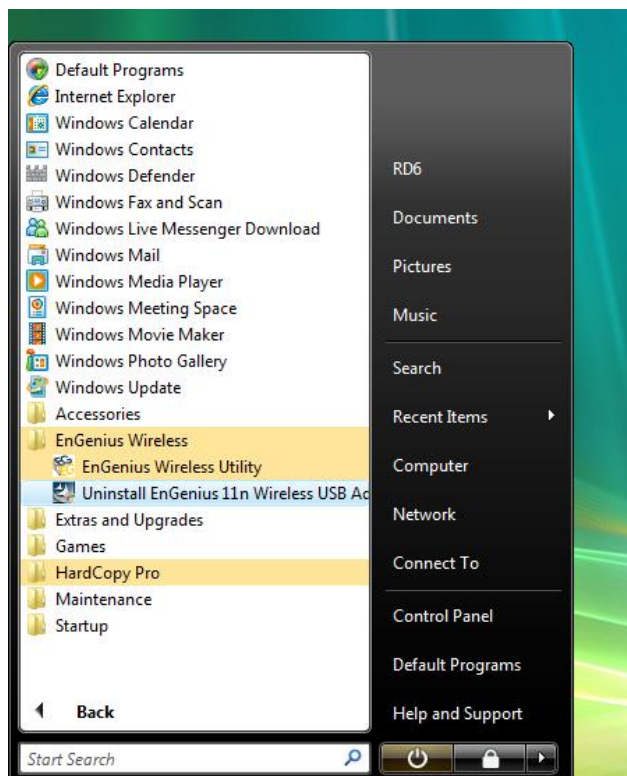 Default Programs
Internet Explorer
Windows Calendar
Windows Contacts
Windows Defender
Windows Fax and Scan
Windows Live Messenger Download
Windows Mail
Windows Media Player
Windows Meeting Space
Windows Movie Maker
Windows Photo Gallery
Windows Update
Accessories
EnGenius Wireless
EnGenius Wireless Utility
Uninstall EnGenius 11n Wireless USB Ad
Extras and Upgrades
Games
HardCopy Pro
Maintenance
Startup
Back
Start Search
RD6
Documents
Pictures
Music
Search
Recent Items
Computer
Network
Connect To
Control Panel
Default Programs
Help and Support